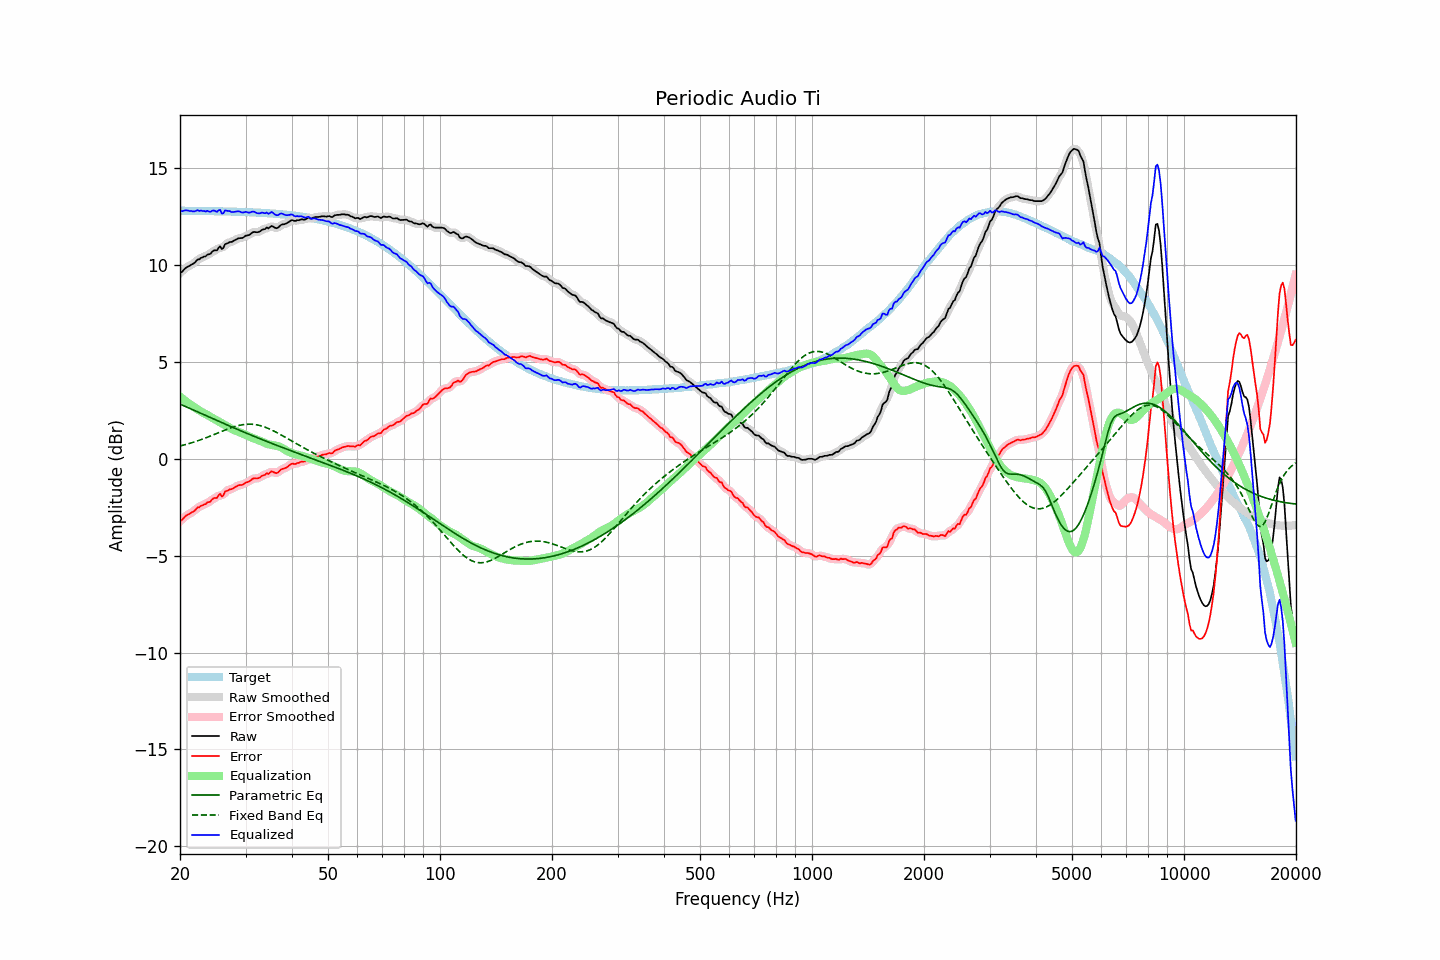 Periodic Audio Ti
Amplitude (dBr)
15
10
5
0
−5
−10
−15
−20
Target
Raw Smoothed
Error Smoothed
Raw
Error
Equalization
Parametric Eq
Fixed Band Eq
Equalized
20 50 100 200 500 1000 2000 5000 10000 20000
Frequency (Hz)